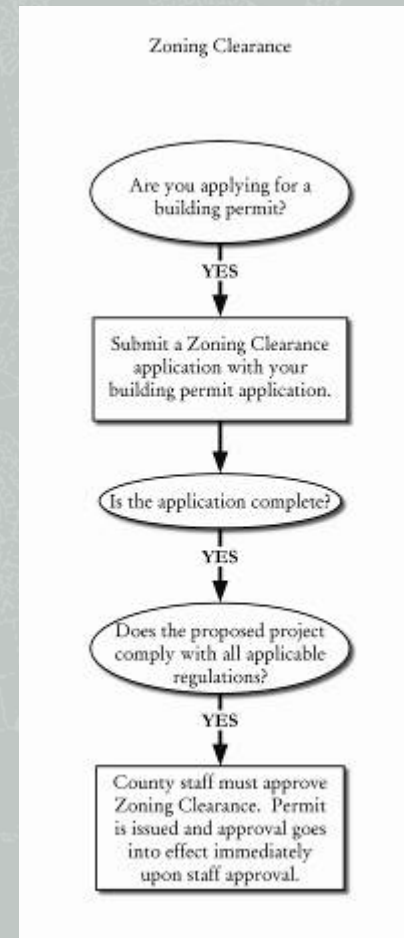 Zoning Clearance
Are you applying for a
building permit?
YES
Submit a Zoning Clearance
application with your
building permit application.
Is the application complete?
YES
Does the proposed project
comply with all applicable
regulations?
YES
County staff must approve
Zoning Clearance. Permit
is issued and approval goes
into effect immediately
upon staff approval.